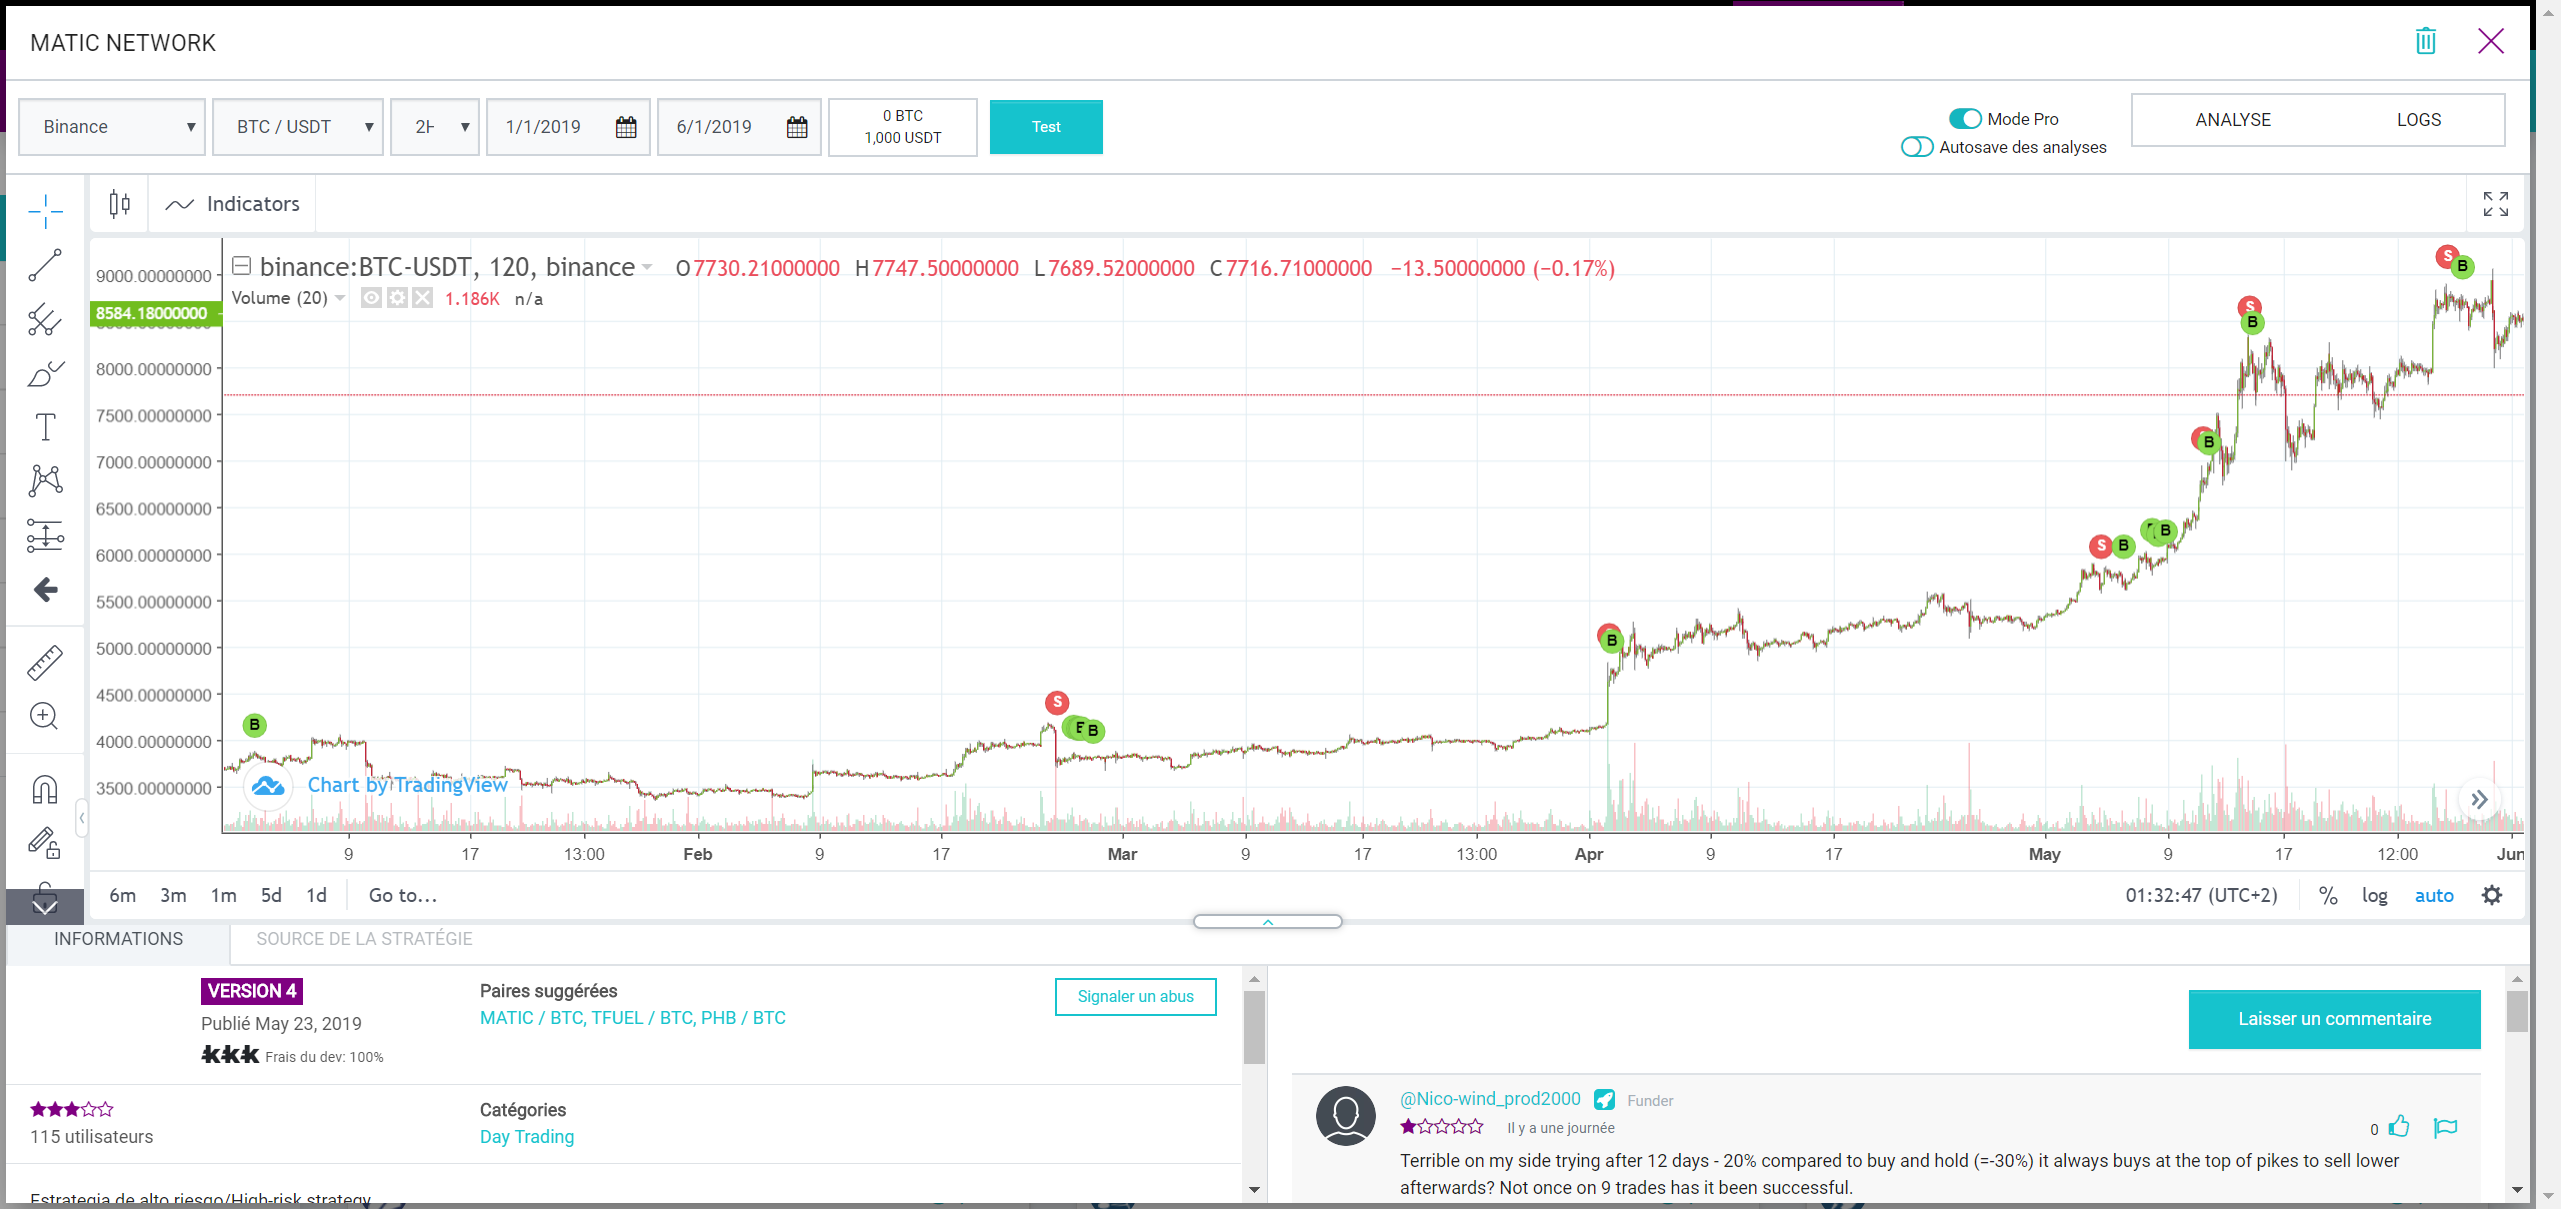 MATIC NETWORK
Binance
BTC / USDT
2H
1/1/2019
6/1/2019
0 BTC
1,000 USDT
Test
Mode Pro
Autosave des analyses
ANALYSE
LOGS
Indicators
binance:BTC-USDT, 120, binance
O7730.21000000 H7747.50000000 L7689.52000000 C7716.71000000 −13.50000000 (−0.17%)
Volume (20)
1.186K n/a
9000.00000000
8584.18000000
8000.00000000
7500.00000000
7000.00000000
6500.00000000
6000.00000000
5500.00000000
5000.00000000
4500.00000000
4000.00000000
3500.00000000
B
S
B
B
S
B
B
B
S
B
S
B
Chart by TradingView
9 17 13:00 Feb 9 17 Mar 9 17 13:00 Apr 9 17 May 9 17 12:00 Jun
6m 3m 1m 5d 1d Go to...
01:32:47 (UTC+2) % log auto
INFORMATIONS
SOURCE DE LA STRATÉGIE
VERSION 4
Publié May 23, 2019
Frais du dev: 100%
Paires suggérées
MATIC / BTC, TFUEL / BTC, PHB / BTC
Signaler un abus
115 utilisateurs
Catégories
Day Trading
Estrategia de alto riesgo/High-risk strategy
Laisser un commentaire
@Nico-wind_prod2000 Funder
Il y a une journée
0
Terrible on my side trying after 12 days - 20% compared to buy and hold (=-30%) it always buys at the top of pikes to sell lower
afterwards? Not once on 9 trades has it been successful.